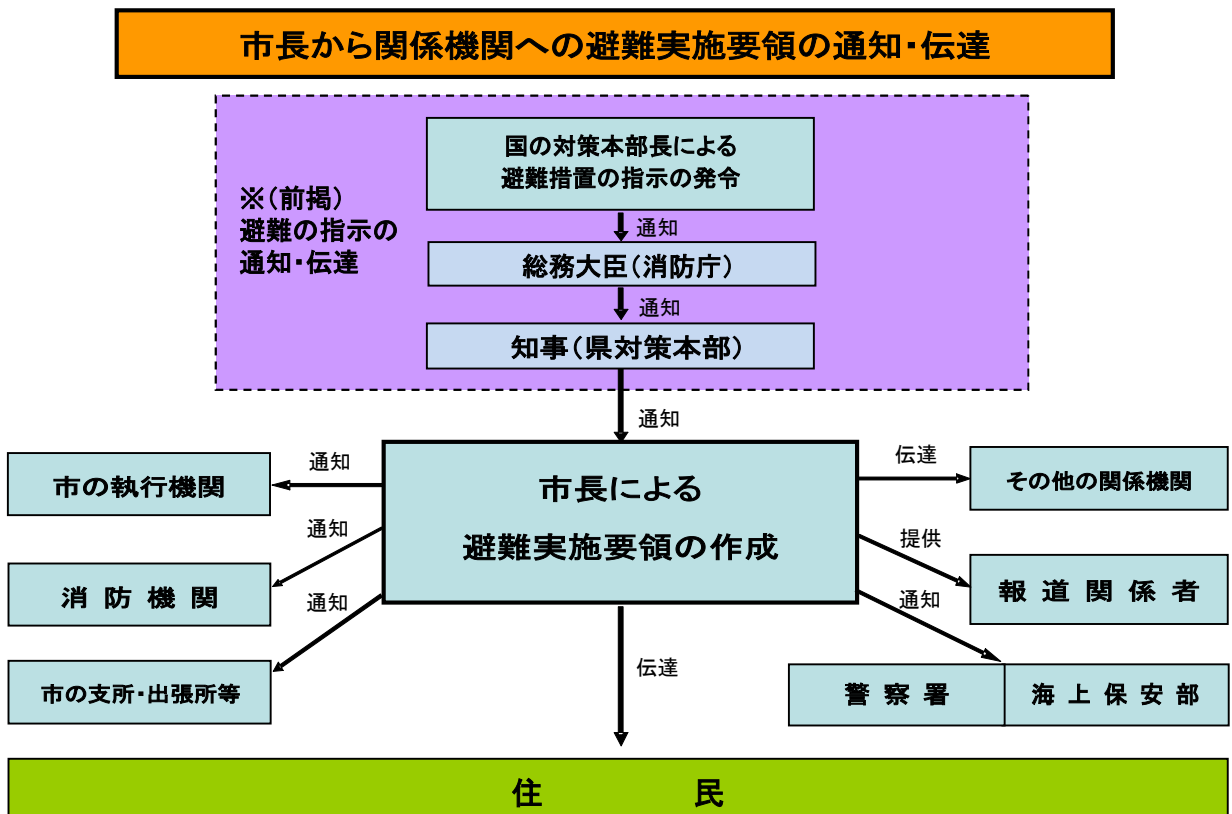 市長から関係機関への避難実施要領の通知・伝達
国の対策本部長による
避難措置の指示の発令
※（前掲）
避難の指示の
通知・伝達
通知
総務大臣（消防庁）
通知
知事（県対策本部）
通知
市長による
避難実施要領の作成
通知
市の執行機関
通知
消防機関
通知
市の支所・出張所等
伝達
その他の関係機関
提供
報道関係者
通知
警察署
海上保安部
伝達
住民